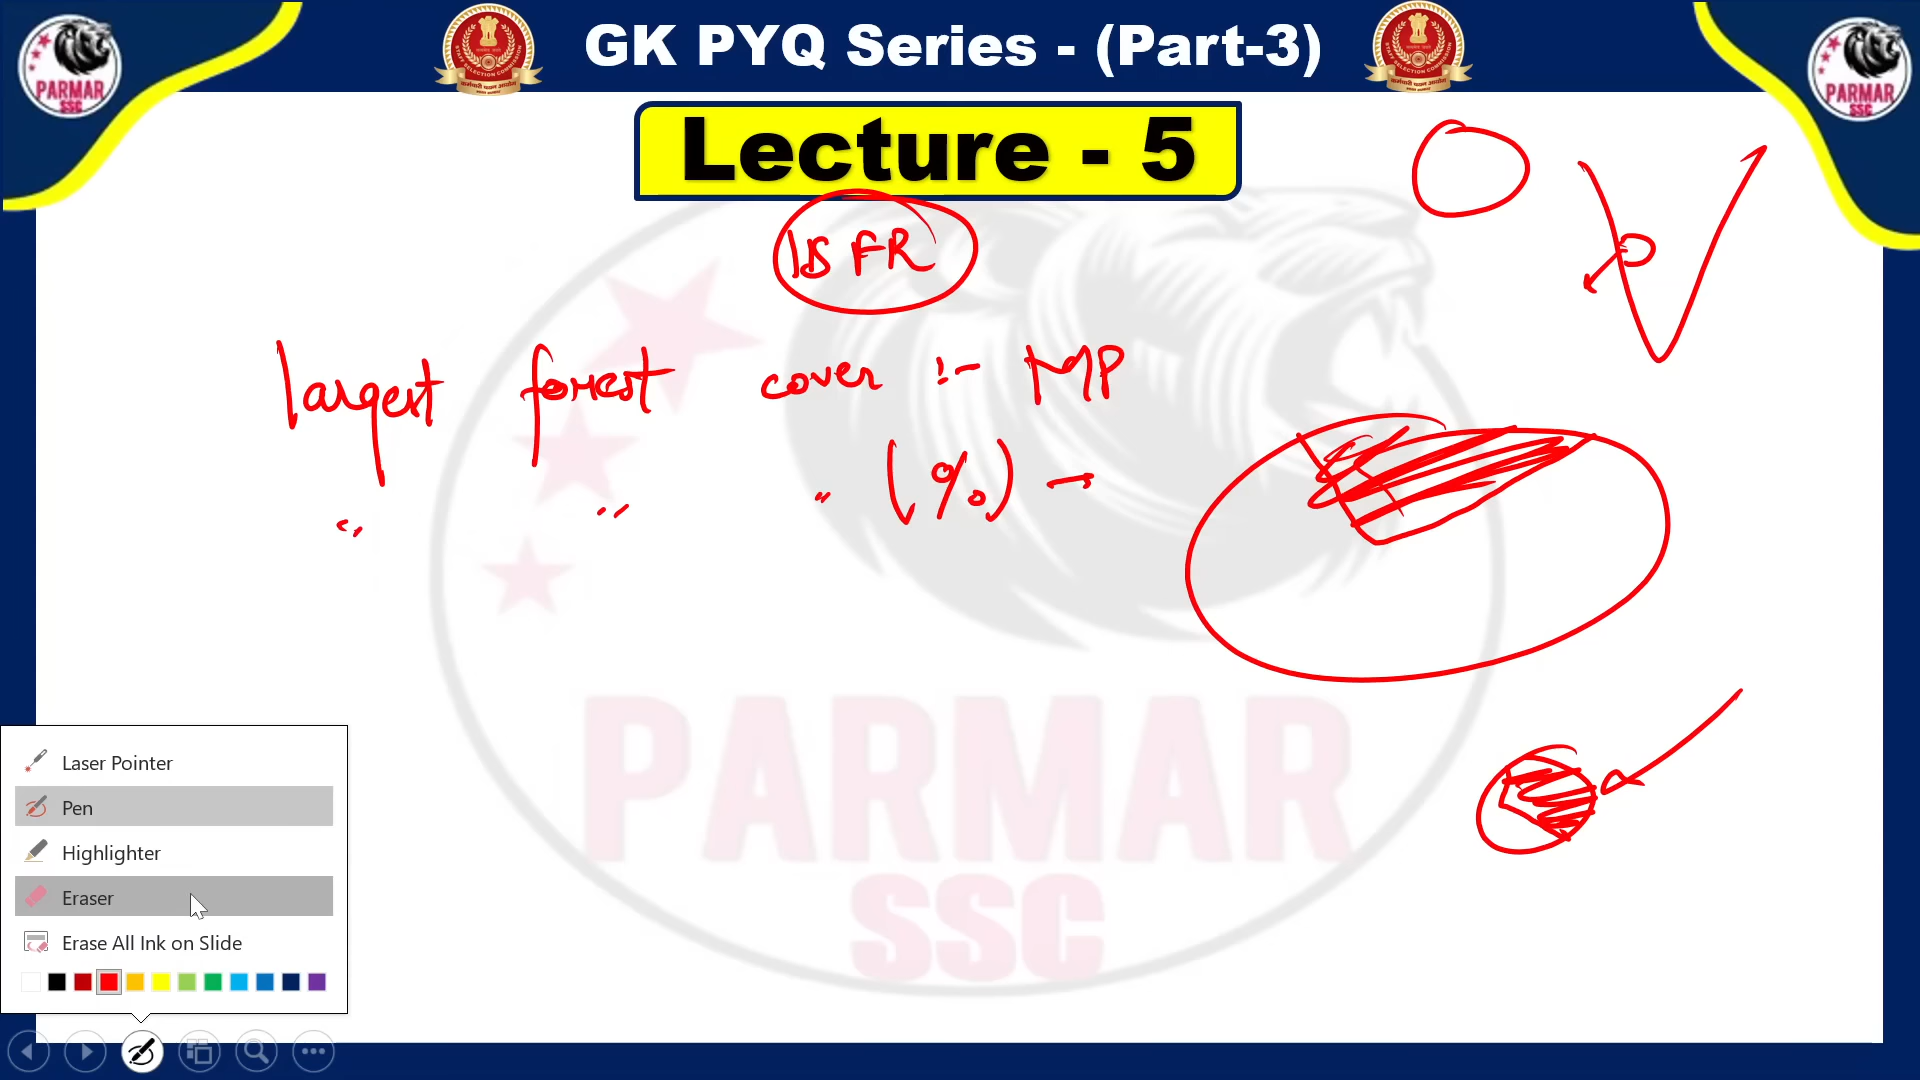 GK PYQ Series - (Part-3)
PARMAR
SSC
PARMAR
SSC
Lecture - 5
ISFR
largest forest cover :- MP
" " " (%) -
PARMAR
SSC
Laser Pointer
Pen
Highlighter
Eraser
Erase All Ink on Slide